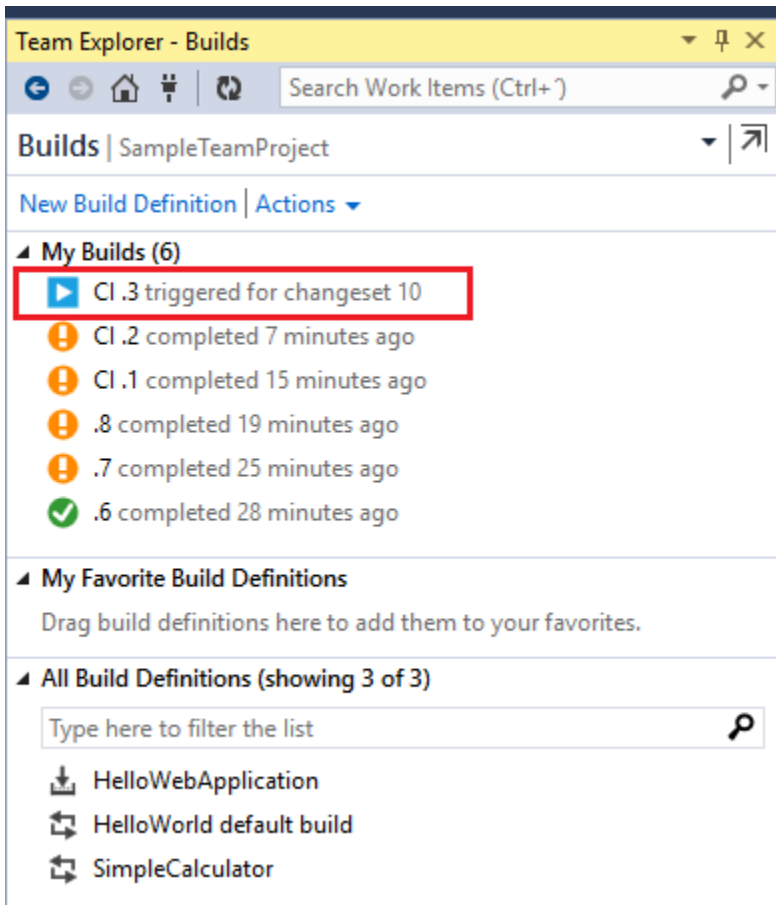 Team Explorer - Builds
Search Work Items (Ctrl+´)
Builds | SampleTeamProject
New Build Definition | Actions
My Builds (6)
CI .3 triggered for changeset 10
CI .2 completed 7 minutes ago
CI .1 completed 15 minutes ago
.8 completed 19 minutes ago
.7 completed 25 minutes ago
.6 completed 28 minutes ago
My Favorite Build Definitions
Drag build definitions here to add them to your favorites.
All Build Definitions (showing 3 of 3)
Type here to filter the list
HelloWebApplication
HelloWorld default build
SimpleCalculator